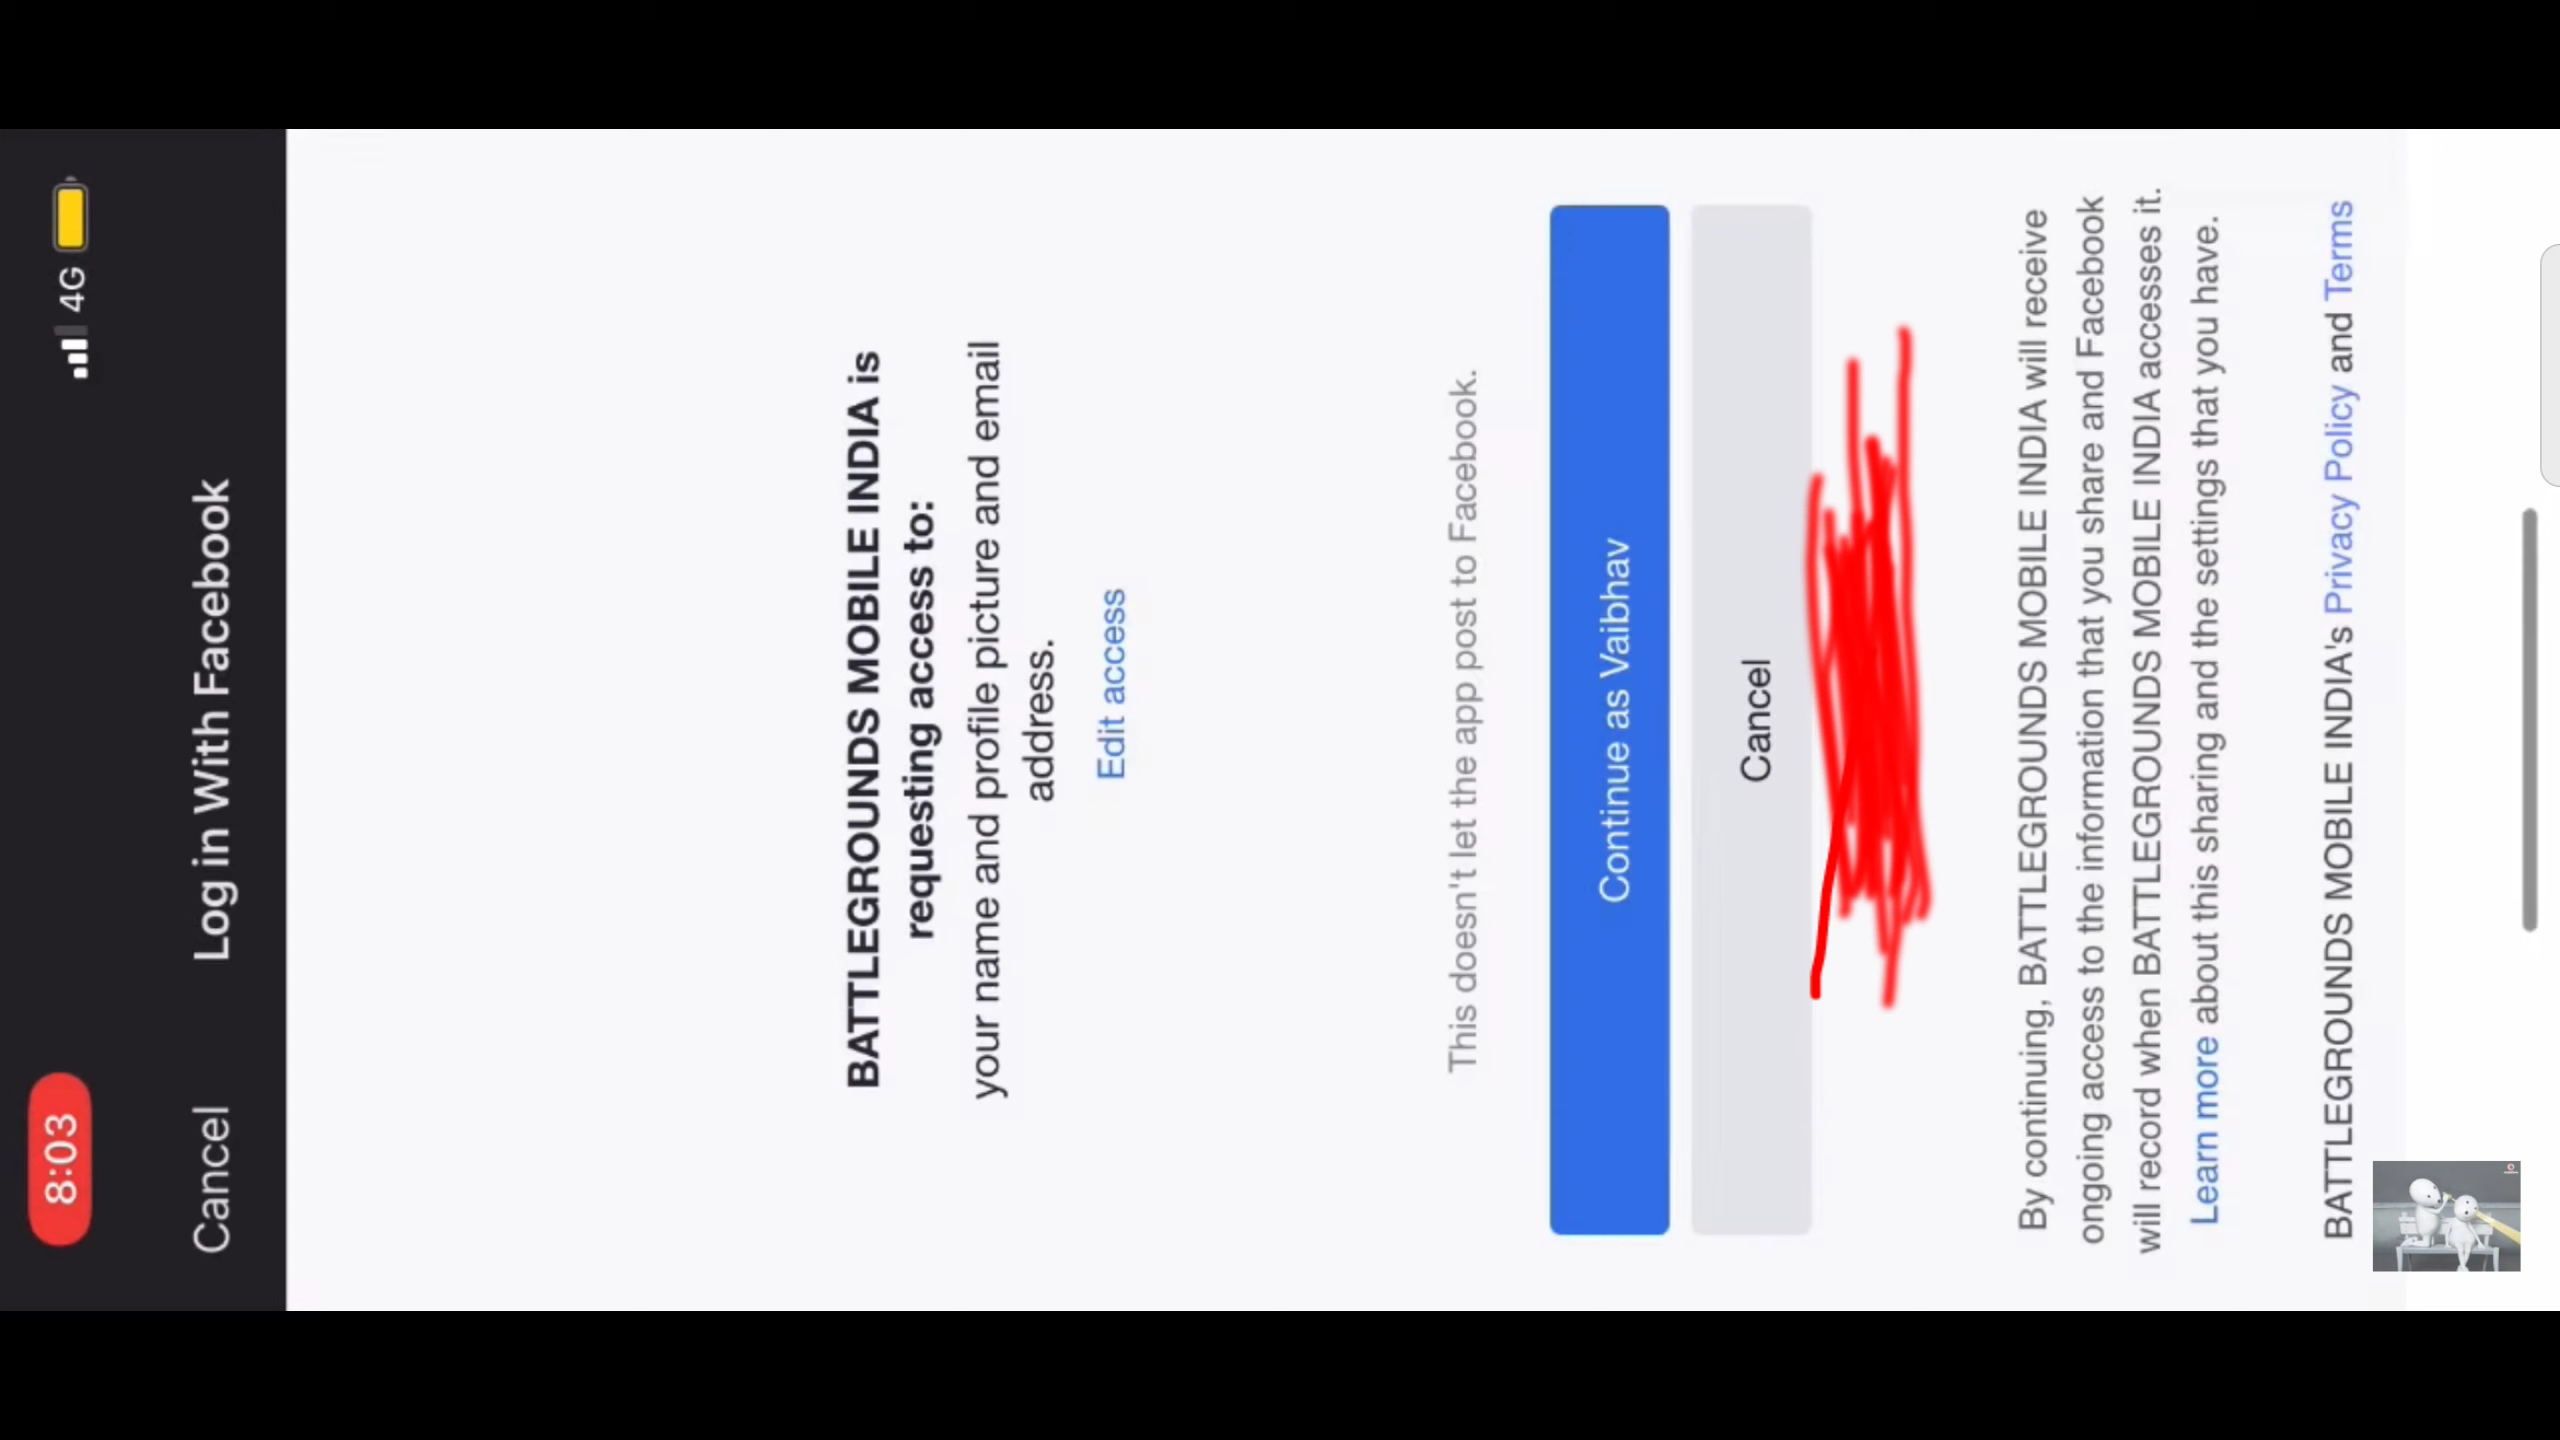 8:03
4G
Cancel
Log in With Facebook
BATTLEGROUNDS MOBILE INDIA is
requesting access to:
your name and profile picture and email
address.
Edit access
This doesn't let the app post to Facebook.
Continue as Vaibhav
Cancel
By continuing, BATTLEGROUNDS MOBILE INDIA will receive
ongoing access to the information that you share and Facebook
will record when BATTLEGROUNDS MOBILE INDIA accesses it.
Learn more about this sharing and the settings that you have.
BATTLEGROUNDS MOBILE INDIA's Privacy Policy and Terms